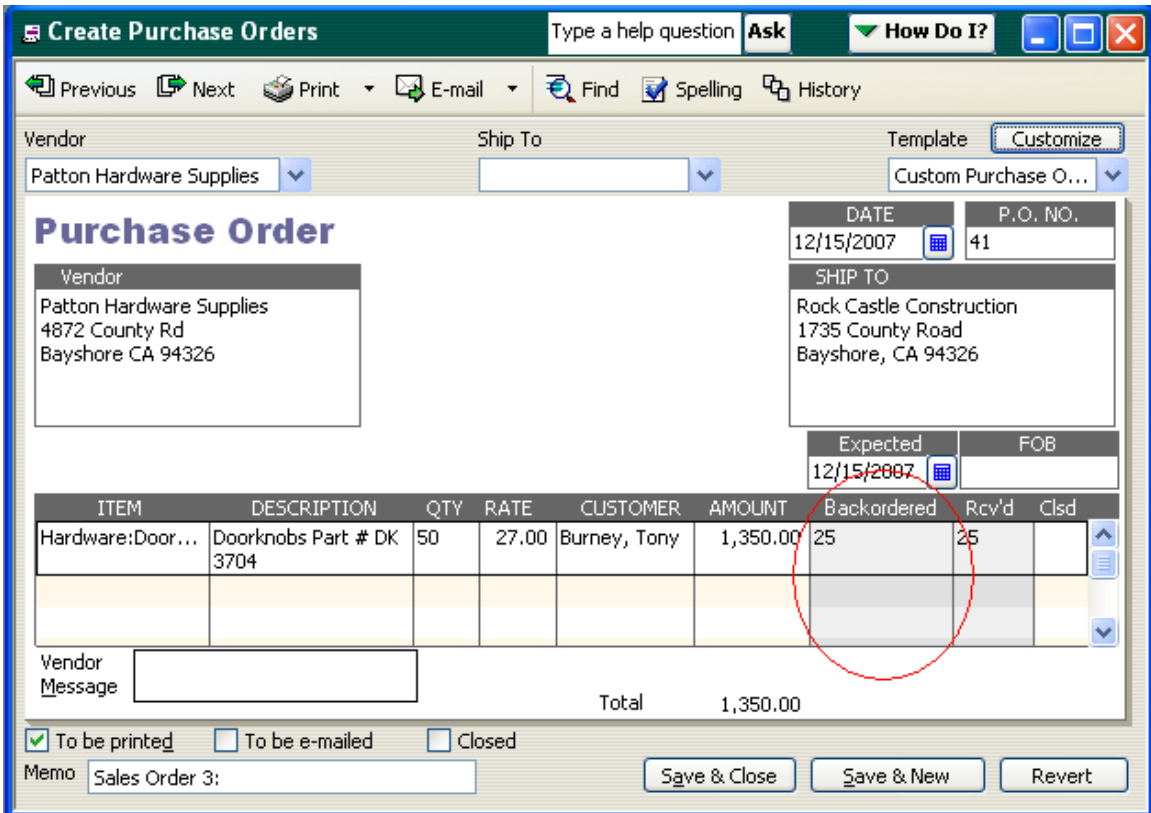 Create Purchase Orders Type a help question Ask How Do I?
Previous Next Print E-mail Find Spelling History
Vendor Ship To Template Customize
Patton Hardware Supplies Custom Purchase O...
Purchase Order
DATE P.O. NO.
12/15/2007 41
Vendor SHIP TO
Patton Hardware Supplies Rock Castle Construction
4872 County Rd 1735 County Road
Bayshore CA 94326 Bayshore, CA 94326
Expected FOB
12/15/2007
ITEM DESCRIPTION QTY RATE CUSTOMER AMOUNT Backordered Rcv'd Clsd
Hardware:Door... Doorknobs Part # DK 50 27.00 Burney, Tony 1,350.00 25 25
3704
Vendor
Message
Total 1,350.00
To be printed To be e-mailed Closed
Memo Sales Order 3: Save & Close Save & New Revert